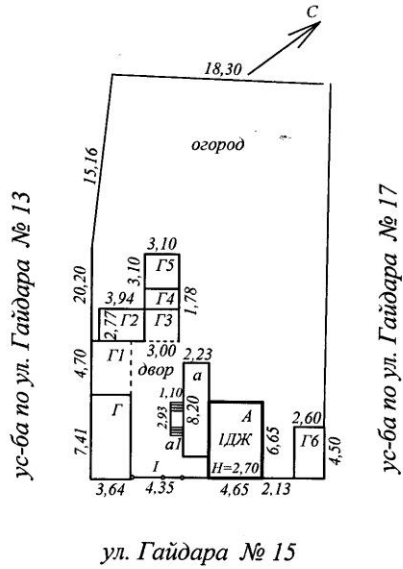 С
18,30
огород
15,16
ус-ба по ул. Гайдара № 13
ус-ба по ул. Гайдара № 17
3,10
3,10
Г5
20,20
3,94
Г4
1,78
2,77
Г2
Г3
Г1
3,00
2,23
4,70
двор
а
1,10
А
2,93
8,20
2,60
Г
а1
1ДЖ
6,65
Г6
4,50
7,41
I
Н=2,70
3,64
4,35
4,65
2,13
ул. Гайдара № 15